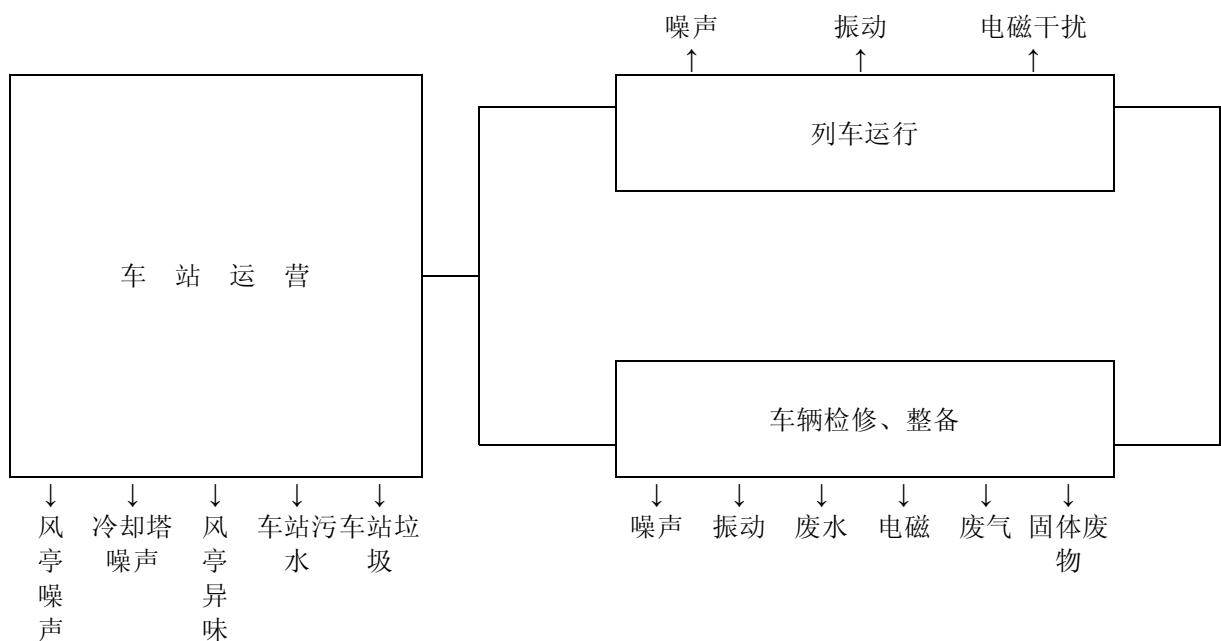 噪声 振动 电磁干扰
↑ ↑ ↑
列车运行
车 站 运 营
车辆检修、整备
↓ ↓ ↓ ↓ ↓
风亭噪声
冷却塔
噪声
风亭异味
车站污
水
车站垃
圾
↓ ↓ ↓ ↓ ↓ ↓
噪声 振动 废水 电磁 废气 固体废
物